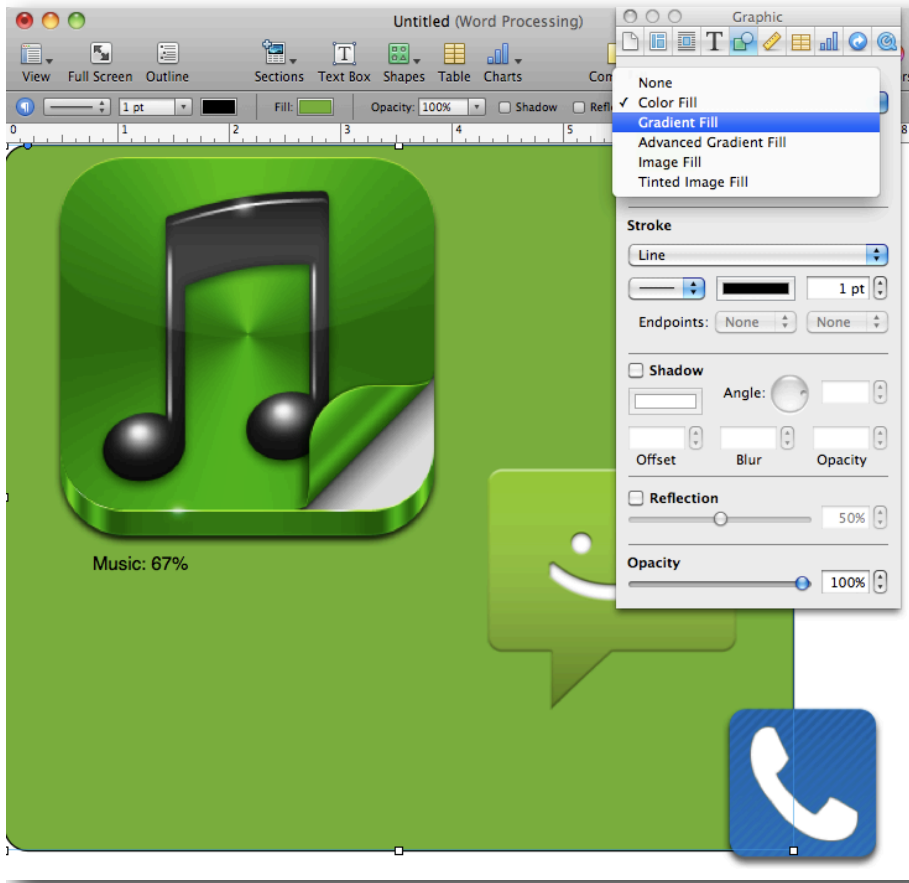 Untitled (Word Processing)
Graphic
View Full Screen Outline Sections Text Box Shapes Table Charts
1 pt Fill: Opacity: 100% Shadow
0 1 2 3 4 5 8
None
✓ Color Fill
Gradient Fill
Advanced Gradient Fill
Image Fill
Tinted Image Fill
Stroke
Line
1 pt
Endpoints: None None
Shadow
Angle:
Offset Blur Opacity
Reflection
50%
Opacity
100%
Music: 67%